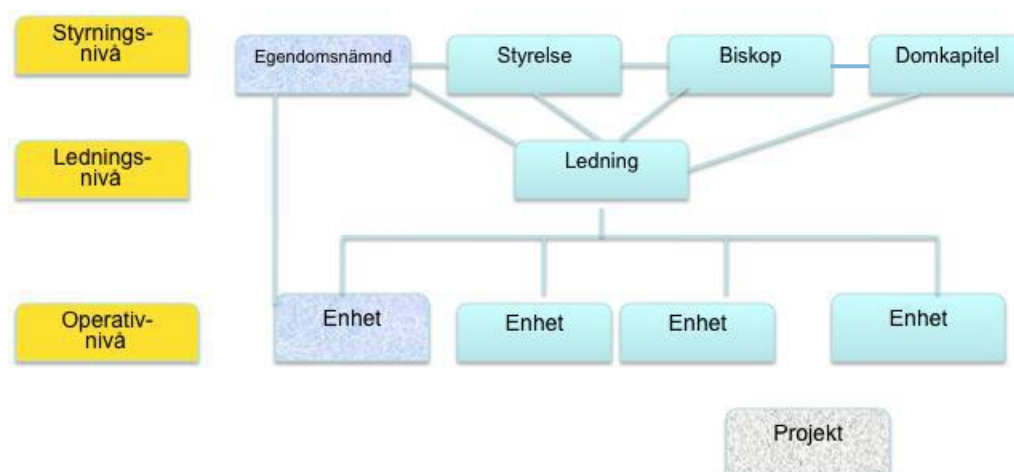 Styrnings-
nivå
Egendomsnämnd
Styrelse
Biskop
Domkapitel
Lednings-
nivå
Ledning
Operativ-
nivå
Enhet
Enhet
Enhet
Enhet
Projekt